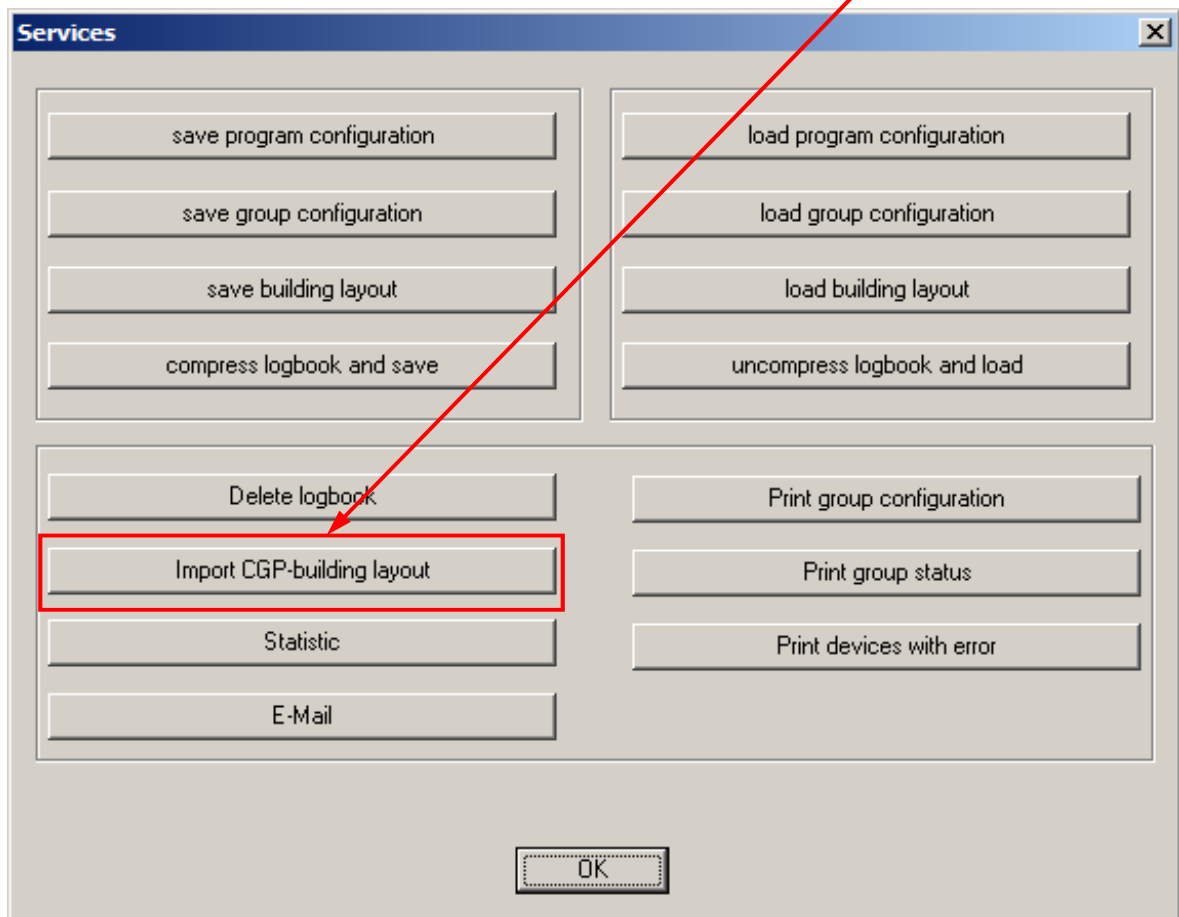 Services
save program configuration
load program configuration
save group configuration
load group configuration
save building layout
load building layout
compress logbook and save
uncompress logbook and load
Delete logbook
Print group configuration
Import CGP-building layout
Print group status
Statistic
Print devices with error
E-Mail
OK